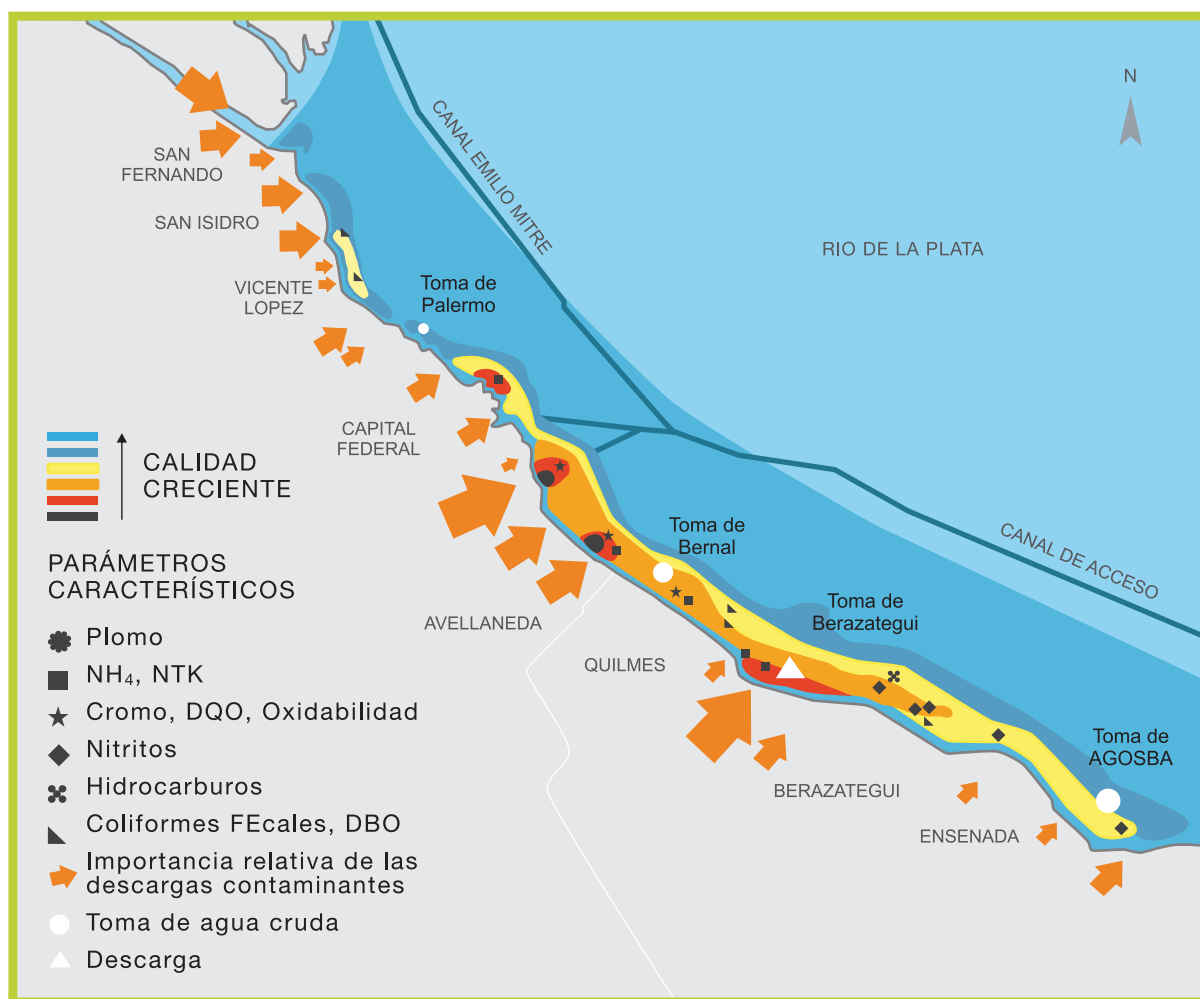 N
CANAL EMILIO MITRE
SAN
FERNANDO
SAN ISIDRO
RIO DE LA PLATA
VICENTE
LOPEZ
Toma de
Palermo
CAPITAL
FEDERAL
CALIDAD
CRECIENTE
Toma de
Bernal
CANAL DE ACCESO
PARÁMETROS
CARACTERÍSTICOS
Toma de
Berazategui
AVELLANEDA
Plomo
QUILMES
NH₄, NTK
Cromo, DQO, Oxidabilidad
Nitritos
Toma de
AGOSBA
Hidrocarburos
BERAZATEGUI
Coliformes FEcales, DBO
ENSENADA
Importancia relativa de las
descargas contaminantes
Toma de agua cruda
Descarga